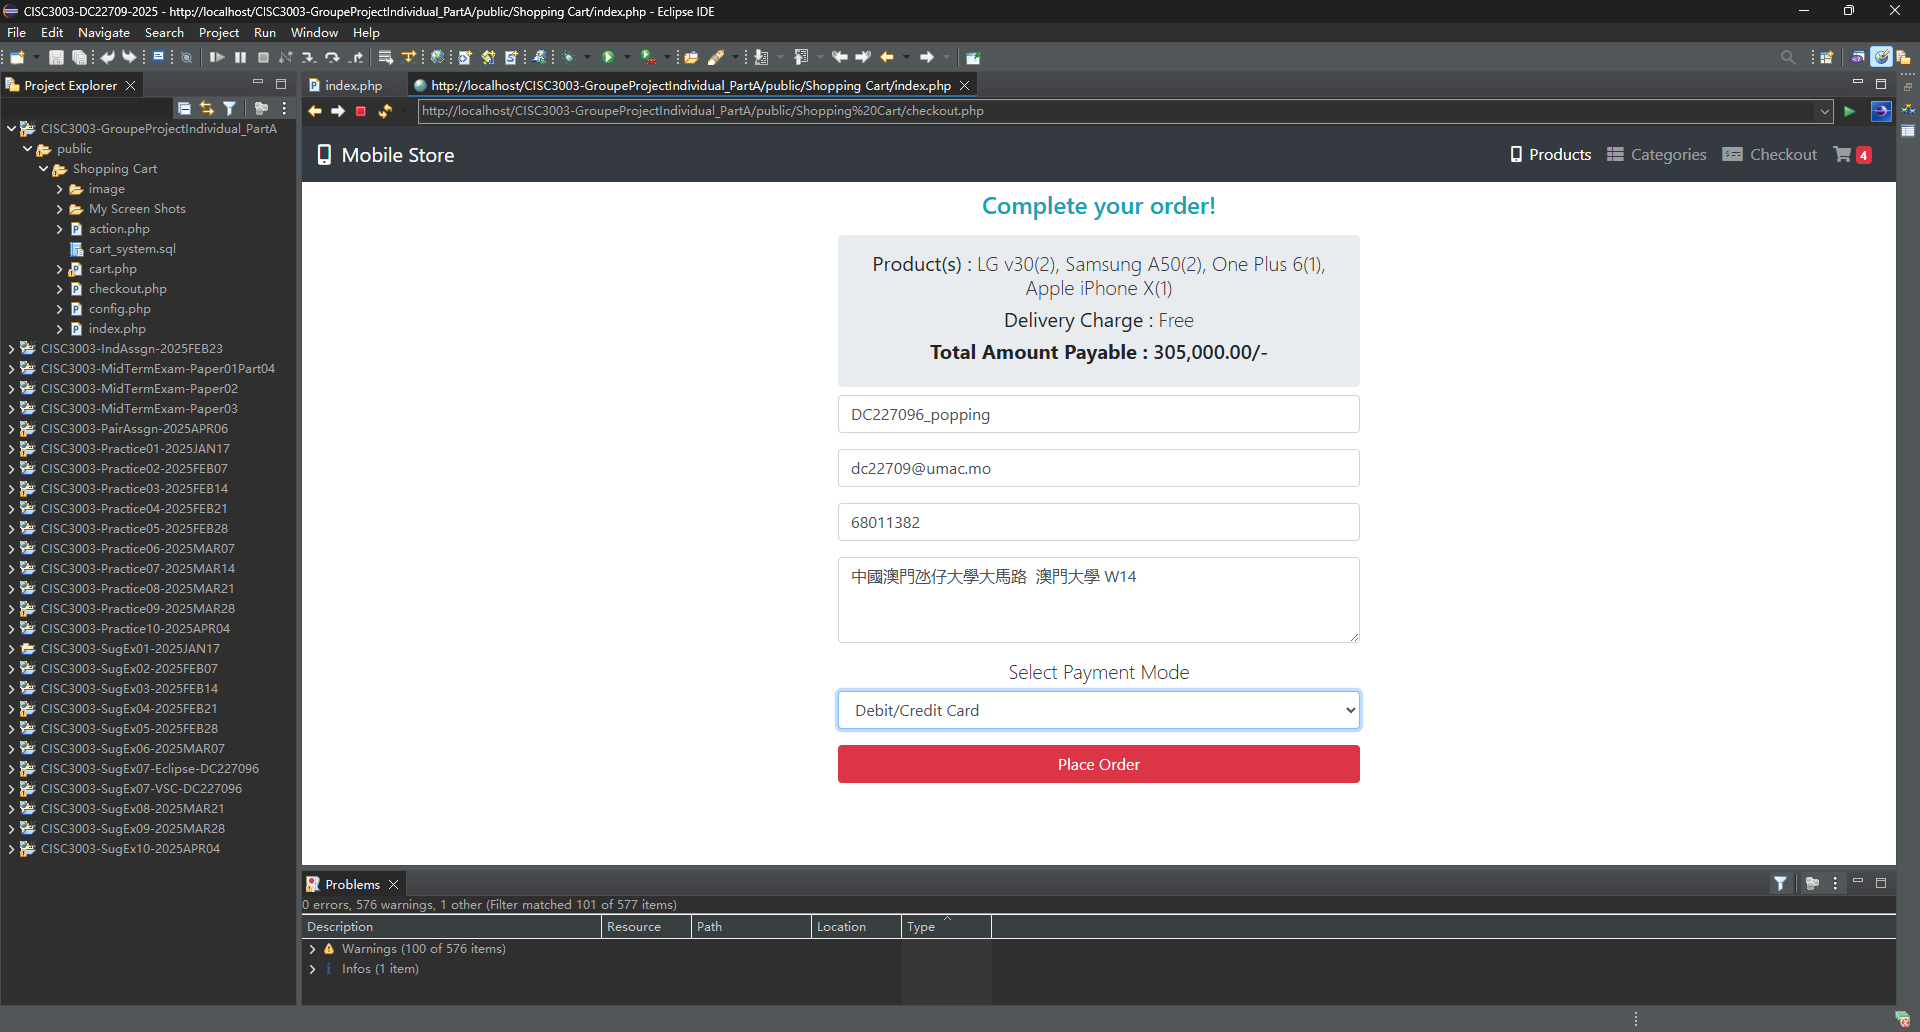 CISC3003-DC22709-2025 - http://localhost/CISC3003-GroupeProjectIndividual_PartA/public/Shopping Cart/index.php - Eclipse IDE
File Edit Navigate Search Project Run Window Help
Project Explorer
index.php
http://localhost/CISC3003-GroupeProjectIndividual_PartA/public/Shopping Cart/index.php
http://localhost/CISC3003-GroupeProjectIndividual_PartA/public/Shopping%20Cart/checkout.php
CISC3003-GroupeProjectIndividual_PartA
public
Shopping Cart
image
My Screen Shots
action.php
cart_system.sql
cart.php
checkout.php
config.php
index.php
CISC3003-IndAssgn-2025FEB23
CISC3003-MidTermExam-Paper01Part04
CISC3003-MidTermExam-Paper02
CISC3003-MidTermExam-Paper03
CISC3003-PairAssgn-2025APR06
CISC3003-Practice01-2025JAN17
CISC3003-Practice02-2025FEB07
CISC3003-Practice03-2025FEB14
CISC3003-Practice04-2025FEB21
CISC3003-Practice05-2025FEB28
CISC3003-Practice06-2025MAR07
CISC3003-Practice07-2025MAR14
CISC3003-Practice08-2025MAR21
CISC3003-Practice09-2025MAR28
CISC3003-Practice10-2025APR04
CISC3003-SugEx01-2025JAN17
CISC3003-SugEx02-2025FEB07
CISC3003-SugEx03-2025FEB14
CISC3003-SugEx04-2025FEB21
CISC3003-SugEx05-2025FEB28
CISC3003-SugEx06-2025MAR07
CISC3003-SugEx07-Eclipse-DC227096
CISC3003-SugEx07-VSC-DC227096
CISC3003-SugEx08-2025MAR21
CISC3003-SugEx09-2025MAR28
CISC3003-SugEx10-2025APR04
Mobile Store
Products Categories Checkout 4
Complete your order!
Product(s) : LG v30(2), Samsung A50(2), One Plus 6(1),
Apple iPhone X(1)
Delivery Charge : Free
Total Amount Payable : 305,000.00/-
DC227096_popping
dc22709@umac.mo
68011382
中國澳門氹仔大學大馬路 澳門大學 W14
Select Payment Mode
Debit/Credit Card
Place Order
Problems
0 errors, 576 warnings, 1 other (Filter matched 101 of 577 items)
Description Resource Path Location Type
Warnings (100 of 576 items)
Infos (1 item)